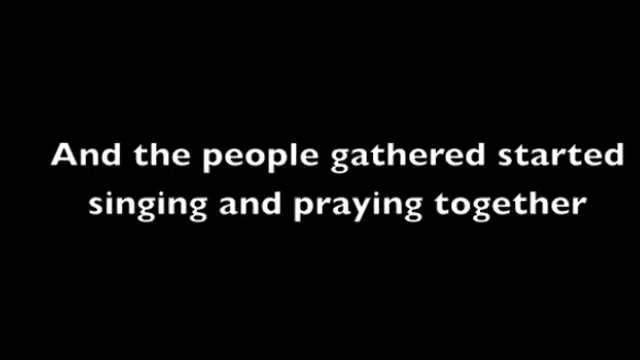 And the people gathered started
singing and praying together